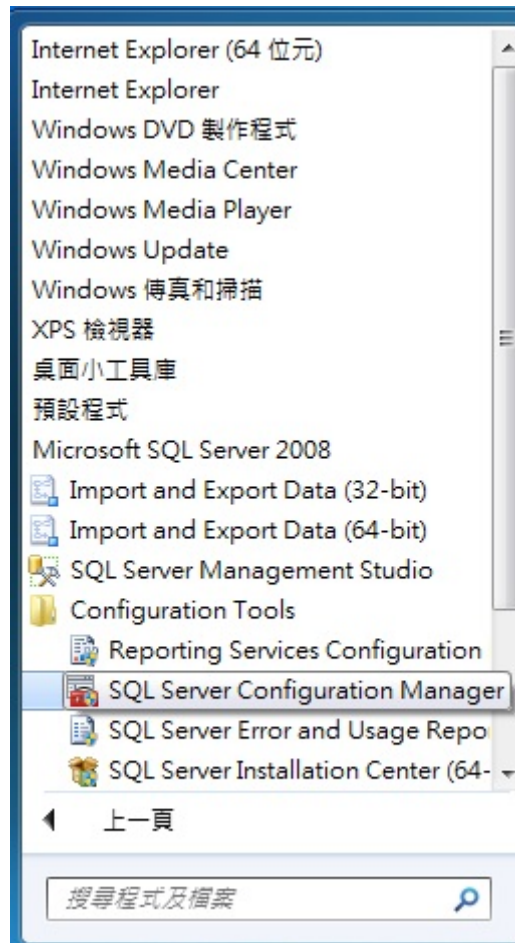 Internet Explorer (64 位元)
Internet Explorer
Windows DVD 製作程式
Windows Media Center
Windows Media Player
Windows Update
Windows 傳真和掃描
XPS 檢視器
桌面小工具庫
預設程式
Microsoft SQL Server 2008
Import and Export Data (32-bit)
Import and Export Data (64-bit)
SQL Server Management Studio
Configuration Tools
Reporting Services Configuration
SQL Server Configuration Manager
SQL Server Error and Usage Repo
SQL Server Installation Center (64-
上一頁
搜尋程式及檔案